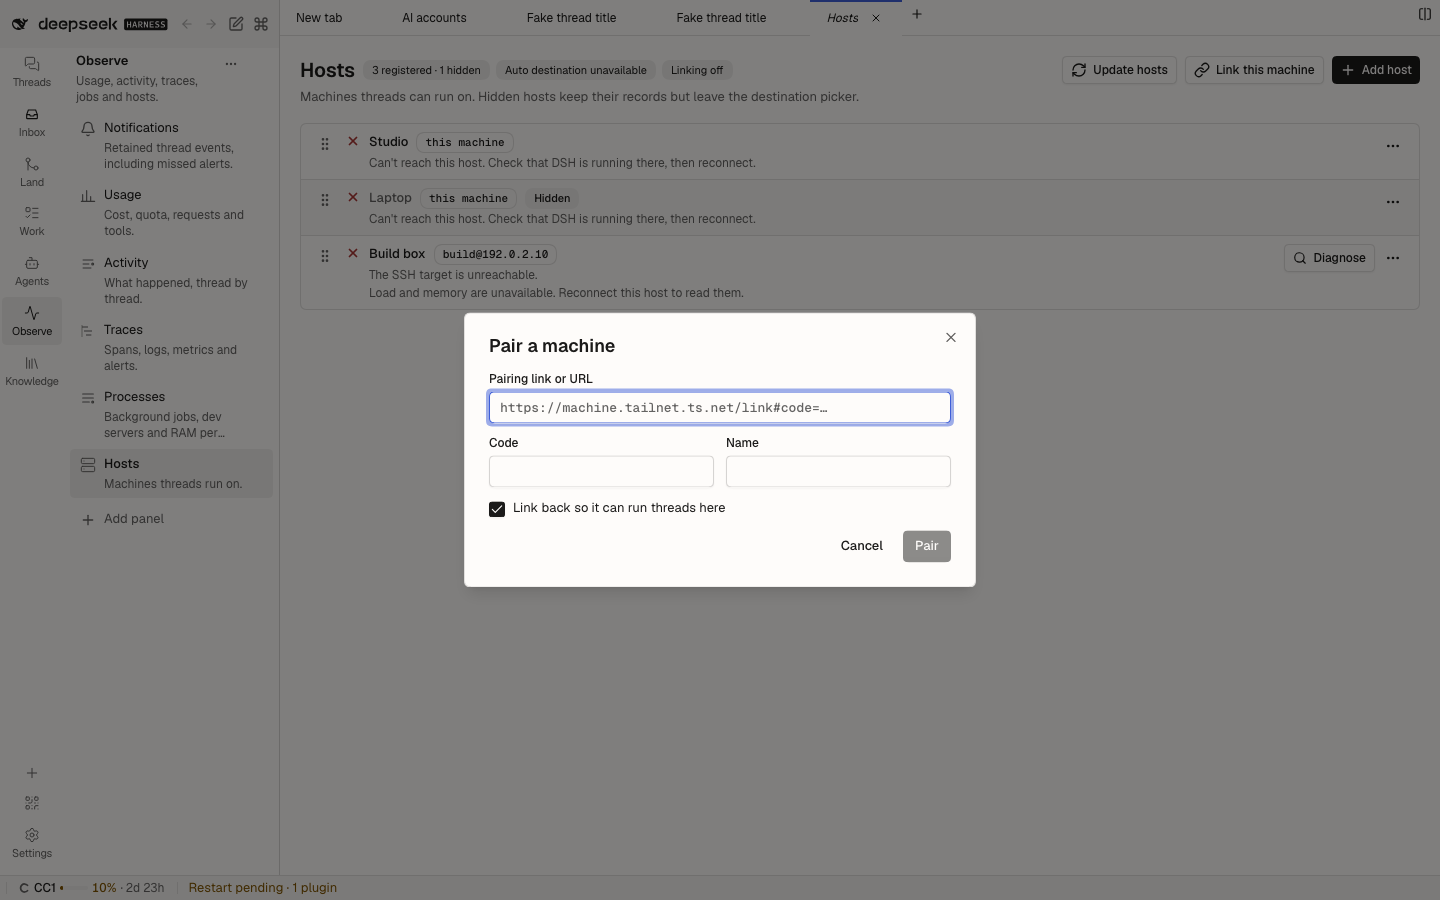 deepseek HARNESS
New tab
AI accounts
Fake thread title
Fake thread title
Hosts
Threads
Inbox
Land
Work
Agents
Observe
Knowledge
Settings
Observe
Usage, activity, traces,
jobs and hosts.
Notifications
Retained thread events,
including missed alerts.
Usage
Cost, quota, requests and
tools.
Activity
What happened, thread by
thread.
Traces
Spans, logs, metrics and
alerts.
Processes
Background jobs, dev
servers and RAM per…
Hosts
Machines threads run on.
Add panel
Hosts
3 registered · 1 hidden
Auto destination unavailable
Linking off
Update hosts
Link this machine
Add host
Machines threads can run on. Hidden hosts keep their records but leave the destination picker.
Studio this machine
Can't reach this host. Check that DSH is running there, then reconnect.
Laptop this machine Hidden
Can't reach this host. Check that DSH is running there, then reconnect.
Build box build@192.0.2.10
The SSH target is unreachable.
Load and memory are unavailable. Reconnect this host to read them.
Diagnose
Pair a machine
Pairing link or URL
https://machine.tailnet.ts.net/link#code=…
Code
Name
Link back so it can run threads here
Cancel
Pair
C CC1 10% · 2d 23h
Restart pending · 1 plugin